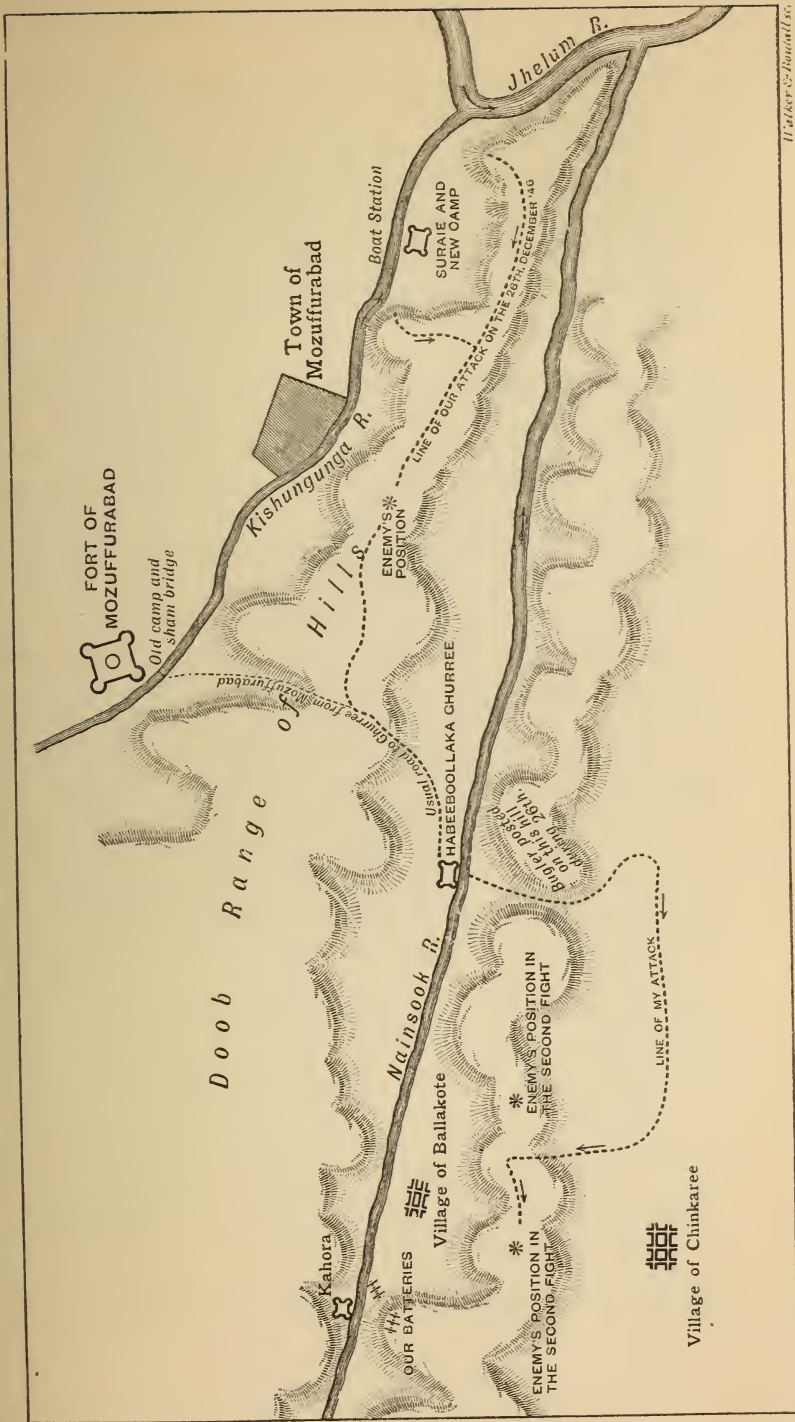 FORT OF
MOZUFFURABAD
Old camp and
sham bridge
Town of
Mozuffurabad
Boat Station
Jhelum R.
Kishungunga R.
SURAIE AND
NEW CAMP
Doob Range of Hills
Usual road to Ghurree from Mozuffurabad
LINE OF OUR ATTACK ON THE 26TH. DECEMBER '46
ENEMY'S
POSITION
HABEEBOOLLAKA GHURREE
Nainsook R.
Kahora
OUR BATTERIES
Village of Ballakote
Bugler posted
on this hill
during 26th.
ENEMY'S POSITION IN
THE SECOND FIGHT
ENEMY'S POSITION IN
THE SECOND FIGHT
LINE OF MY ATTACK
Village of Chinkaree
Walker & Boutall sc.